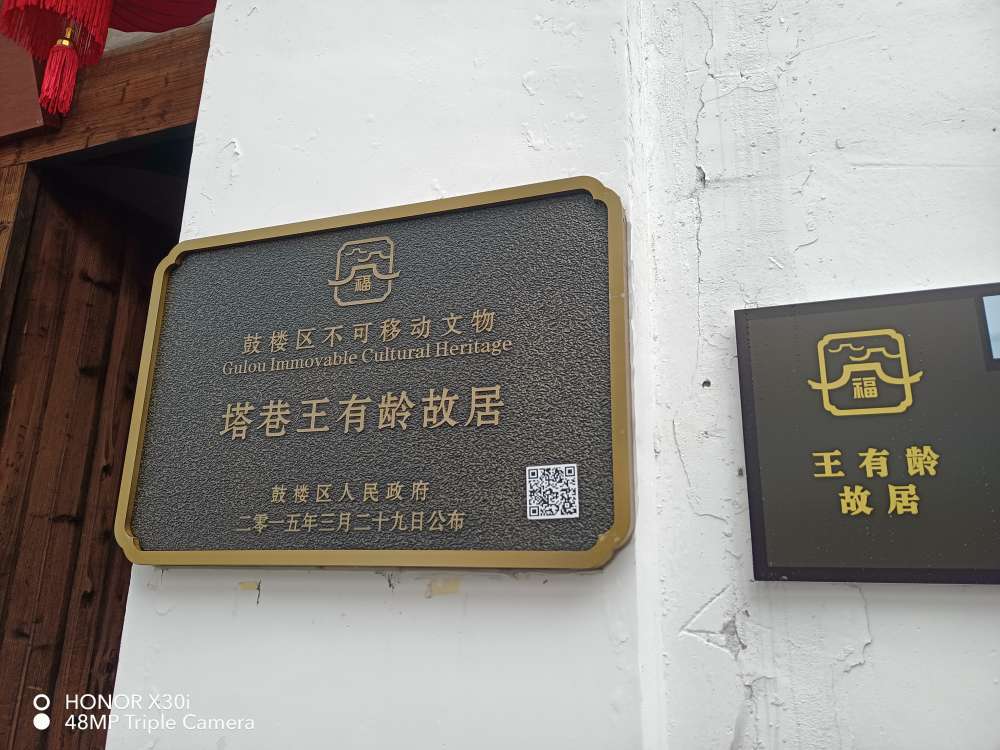 福
鼓楼区不可移动文物
Gulou Immovable Cultural Heritage
塔巷王有龄故居
鼓楼区人民政府
二零一五年三月二十九日公布
福
王有龄
故居
HONOR X30i
48MP Triple Camera